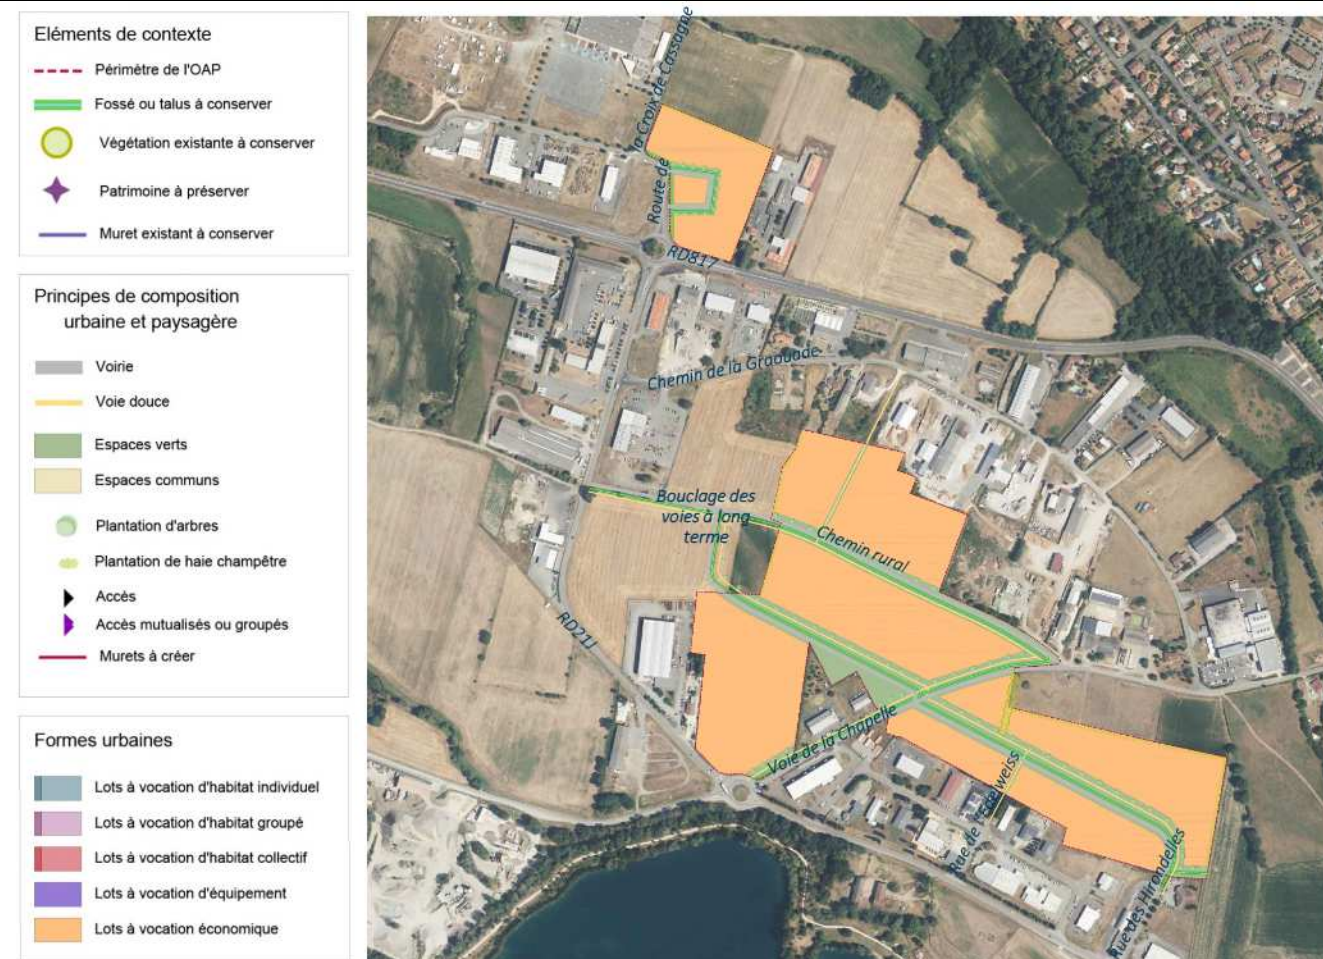 Eléments de contexte
Périmètre de l'OAP
Fossé ou talus à conserver
Végétation existante à conserver
Patrimoine à préserver
Muret existant à conserver
Principes de composition
urbaine et paysagère
Voirie
Voie douce
Espaces verts
Espaces communs
Plantation d'arbres
Plantation de haie champêtre
Accès
Accès mutualisés ou groupés
Murets à créer
Formes urbaines
Lots à vocation d'habitat individuel
Lots à vocation d'habitat groupé
Lots à vocation d'habitat collectif
Lots à vocation d'équipement
Lots à vocation économique
Route de
la Croix de Cassagne
RD817
Chemin de la Graouade
Bouclage des
voies à long
terme
Chemin rural
RD211
Voie de la Chapelle
Rue de l'Edelweiss
Rue des Hirondelles